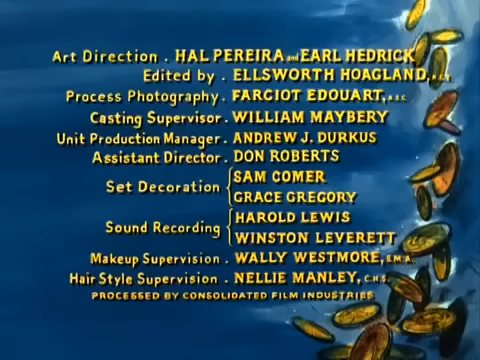 Art Direction . HAL PEREIRA and EARL HEDRICK
Edited by . ELLSWORTH HOAGLAND, A.C.E.
Process Photography . FARCIOT EDOUART, A.S.C.
Casting Supervisor . WILLIAM MAYBERY
Unit Production Manager . ANDREW J. DURKUS
Assistant Director . DON ROBERTS
Set Decoration { SAM COMER
GRACE GREGORY
Sound Recording { HAROLD LEWIS
WINSTON LEVERETT
Makeup Supervision . WALLY WESTMORE, S.M.A.
Hair Style Supervision . NELLIE MANLEY, C.H.S.
PROCESSED BY CONSOLIDATED FILM INDUSTRIES